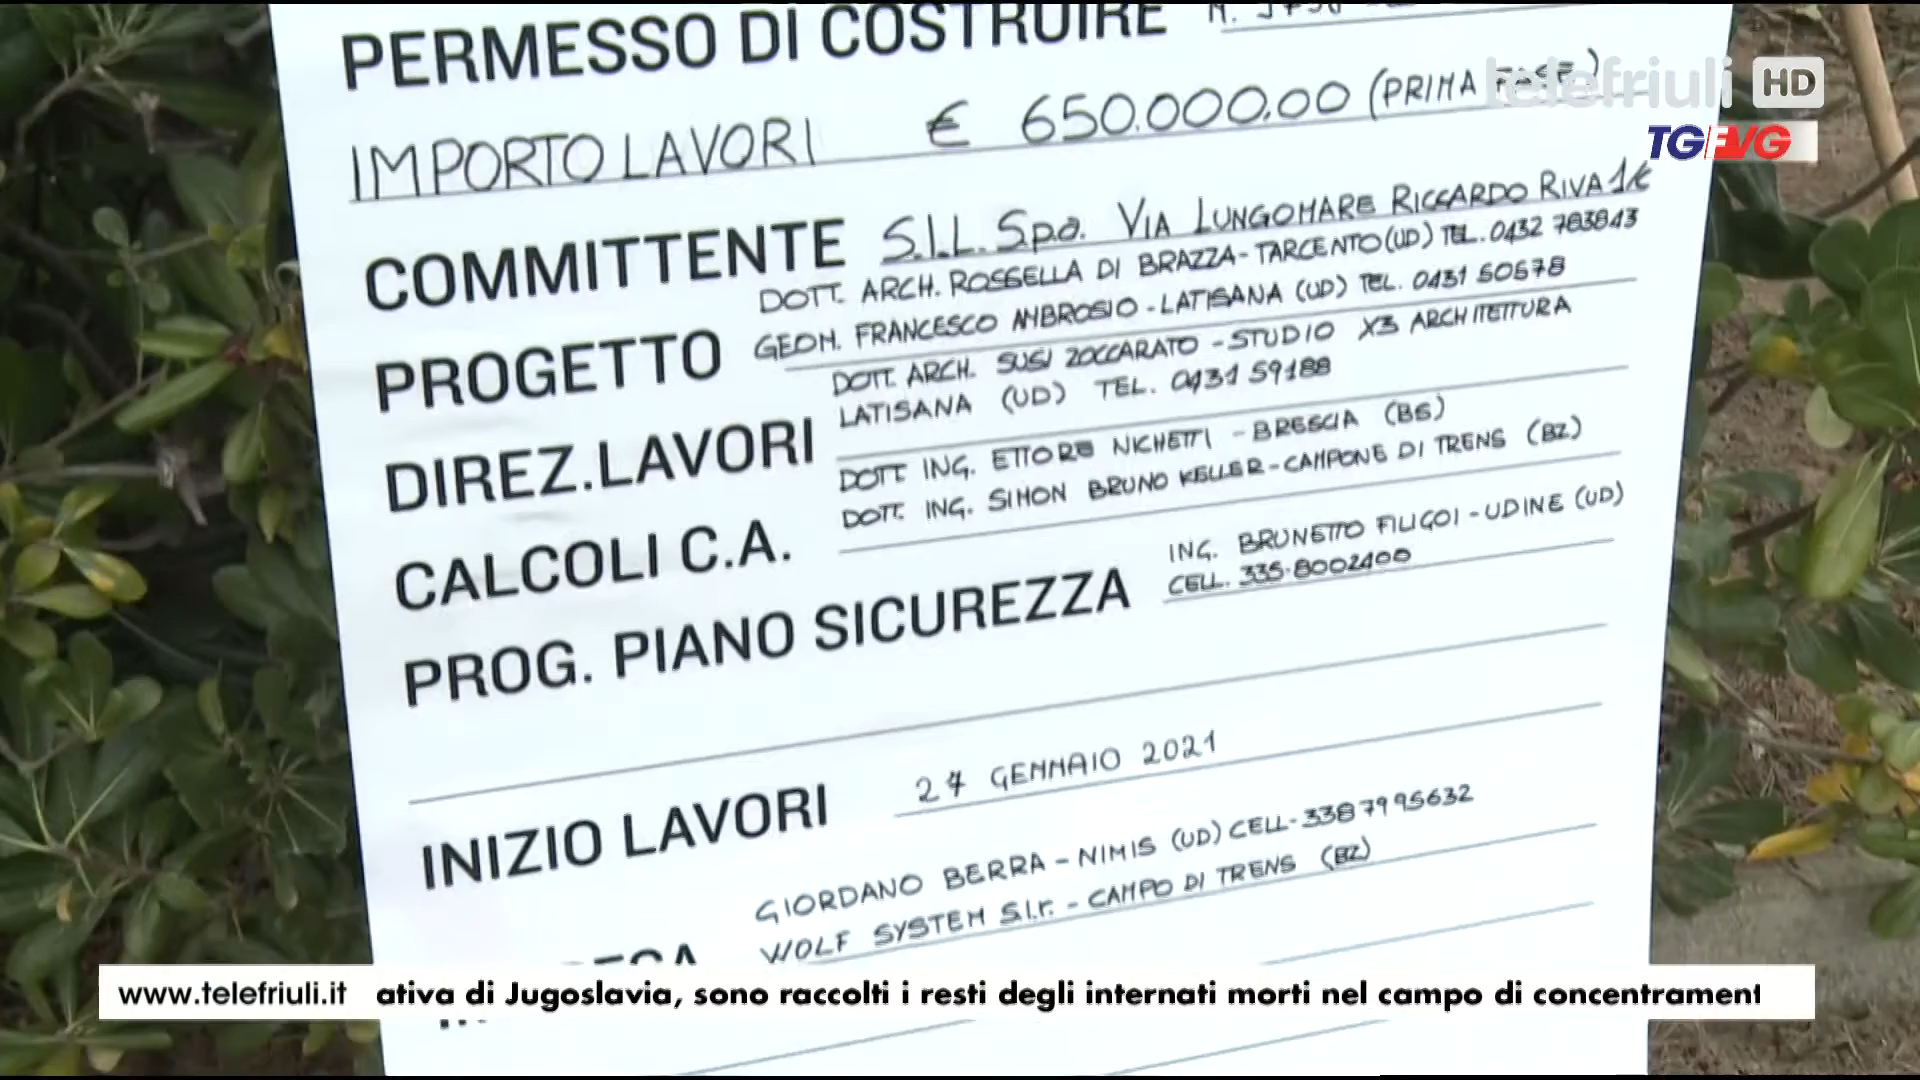 PERMESSO DI COSTRUIRE N.
telefriuli HD
TGFVG
IMPORTO LAVORI € 650.000,00 (PRIMA FASE)
COMMITTENTE S.I.L. S.p.a. VIA LUNGOMARE RICCARDO RIVA
DOTT. ARCH. ROSSELLA DI BRAZZA - TARCENTO (UD) TEL. 0432 783843
PROGETTO GEOM. FRANCESCO AMBROSIO - LATISANA (UD) TEL. 0431 50578
DOTT. ARCH. SUSI ZOCCARATO - STUDIO X3 ARCHITETTURA
DIREZ.LAVORI LATISANA (UD) TEL. 0431 59188
DOTT. ING. ETTORE NICHETTI - BRESCIA (BS)
CALCOLI C.A. DOTT. ING. SIMON BRUNO KELLER - CAMPONE DI TRENS (BZ)
PROG. PIANO SICUREZZA ING. BRUNETTO FILIGOI - UDINE (UD)
CELL. 335-8002400
INIZIO LAVORI 27 GENNAIO 2021
GIORDANO BERRA - NIMIS (UD) CELL - 338 7995632
WOLF SYSTEM S.l.r. - CAMPO DI TRENS (BZ)
www.telefriuli.it ativa di Jugoslavia, sono raccolti i resti degli internati morti nel campo di concentrament